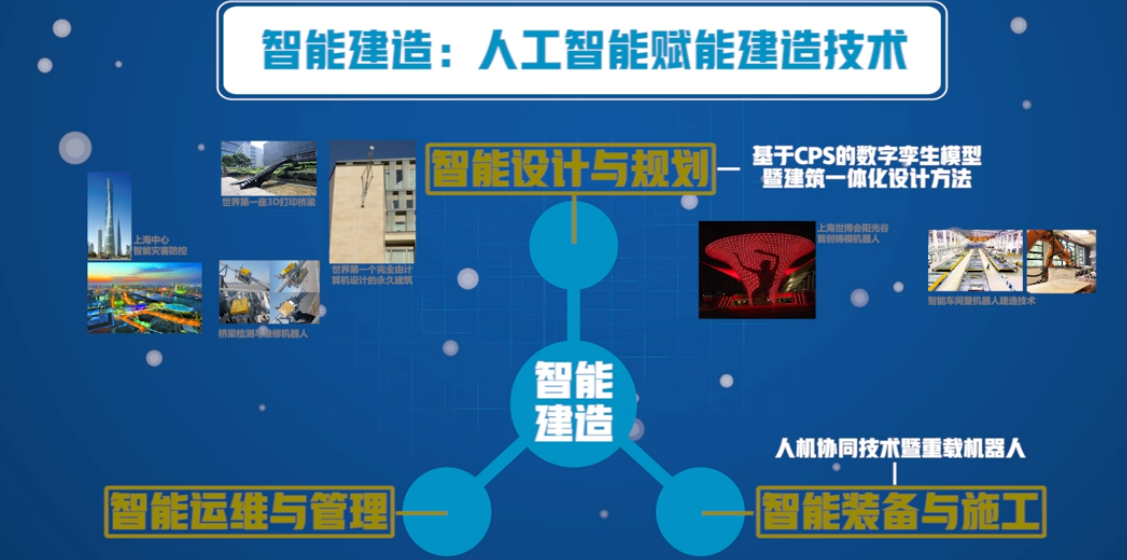 智能建造：人工智能赋能建造技术
智能设计与规划
基于CPS的数字孪生模型
暨建筑一体化设计方法
世界第一座3D打印桥梁
上海中心
智能灾害防控
世界第一个完全由计
算机设计的永久建筑
桥梁检测与维修机器人
上海世博会阳光谷
首创铸模机器人
智能车间暨机器人建造技术
智能
建造
人机协同技术暨重载机器人
智能运维与管理
智能装备与施工